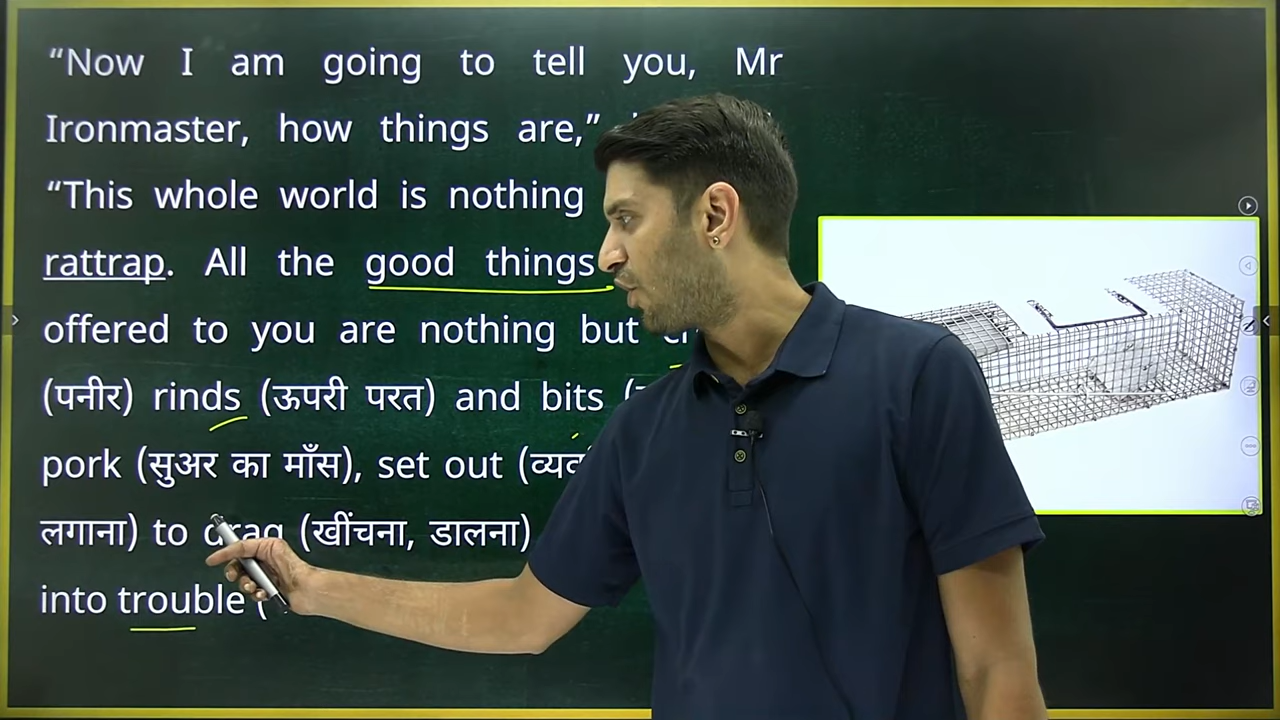 “Now I am going to tell you, Mr
Ironmaster, how things are,”
“This whole world is nothing
rattrap. All the good things
offered to you are nothing but
(पनीर) rinds (ऊपरी परत) and bits
pork (सुअर का माँस), set out
लगाना) to drag (खींचना, डालना)
into trouble (